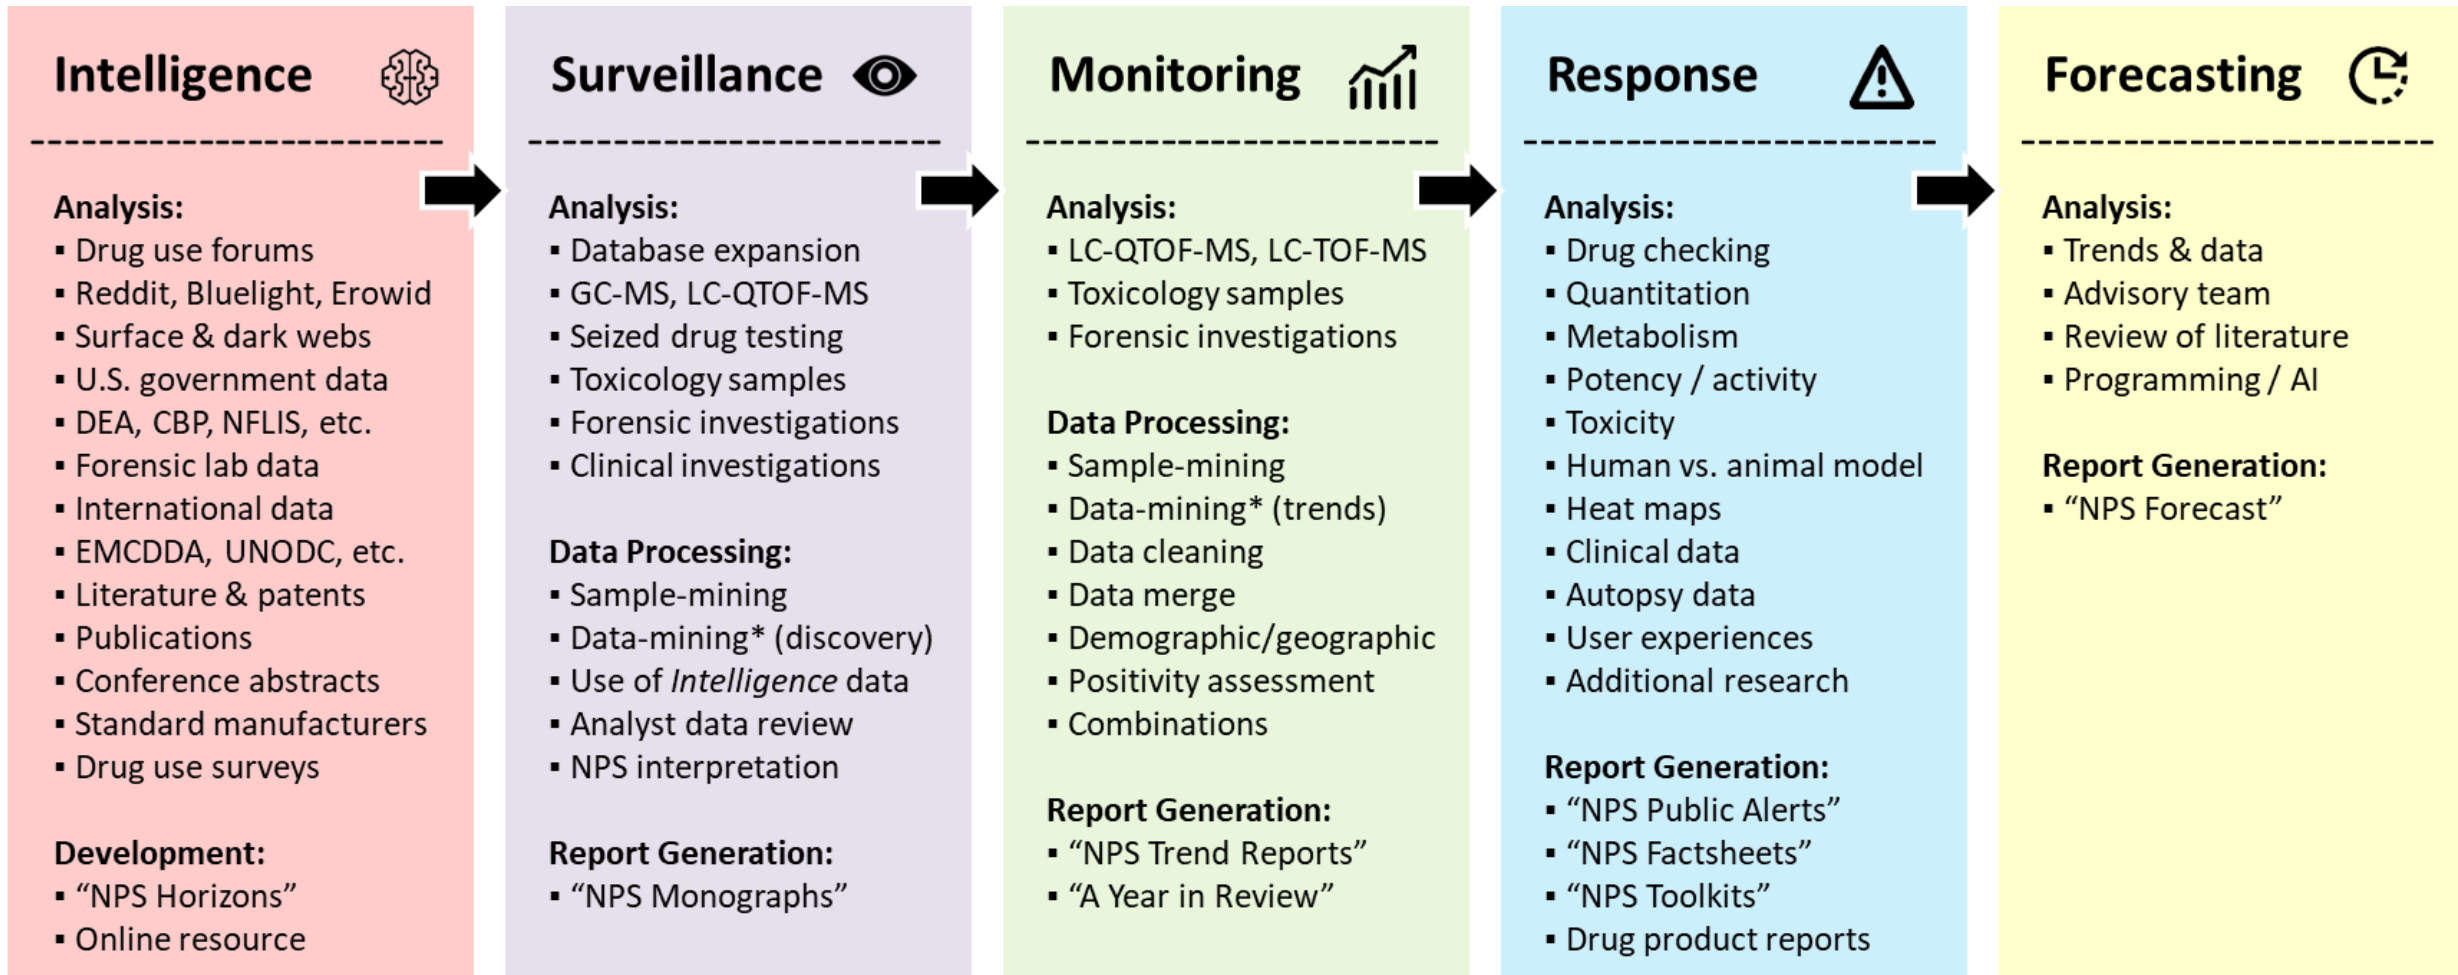 Intelligence
Analysis:
▪ Drug use forums
▪ Reddit, Bluelight, Erowid
▪ Surface & dark webs
▪ U.S. government data
▪ DEA, CBP, NFLIS, etc.
▪ Forensic lab data
▪ International data
▪ EMCDDA, UNODC, etc.
▪ Literature & patents
▪ Publications
▪ Conference abstracts
▪ Standard manufacturers
▪ Drug use surveys
Development:
▪ “NPS Horizons”
▪ Online resource
Surveillance
Analysis:
▪ Database expansion
▪ GC-MS, LC-QTOF-MS
▪ Seized drug testing
▪ Toxicology samples
▪ Forensic investigations
▪ Clinical investigations
Data Processing:
▪ Sample-mining
▪ Data-mining* (discovery)
▪ Use of Intelligence data
▪ Analyst data review
▪ NPS interpretation
Report Generation:
▪ “NPS Monographs”
Monitoring
Analysis:
▪ LC-QTOF-MS, LC-TOF-MS
▪ Toxicology samples
▪ Forensic investigations
Data Processing:
▪ Sample-mining
▪ Data-mining* (trends)
▪ Data cleaning
▪ Data merge
▪ Demographic/geographic
▪ Positivity assessment
▪ Combinations
Report Generation:
▪ “NPS Trend Reports”
▪ “A Year in Review”
Response
Analysis:
▪ Drug checking
▪ Quantitation
▪ Metabolism
▪ Potency / activity
▪ Toxicity
▪ Human vs. animal model
▪ Heat maps
▪ Clinical data
▪ Autopsy data
▪ User experiences
▪ Additional research
Report Generation:
▪ “NPS Public Alerts”
▪ “NPS Factsheets”
▪ “NPS Toolkits”
▪ Drug product reports
Forecasting
Analysis:
▪ Trends & data
▪ Advisory team
▪ Review of literature
▪ Programming / AI
Report Generation:
▪ “NPS Forecast”